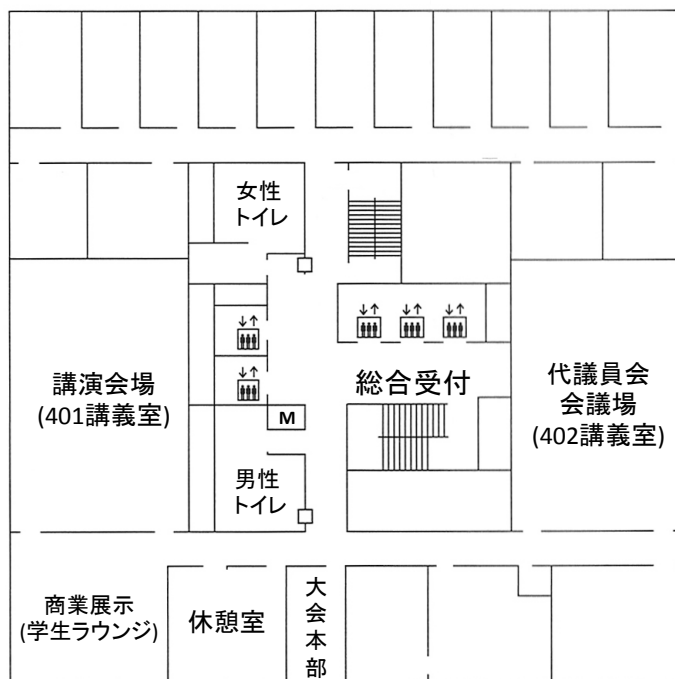 女性
トイレ
講演会場
(401講義室)
総合受付
代議員会
会議場
(402講義室)
M
男性
トイレ
商業展示
(学生ラウンジ)
休憩室
大会本部